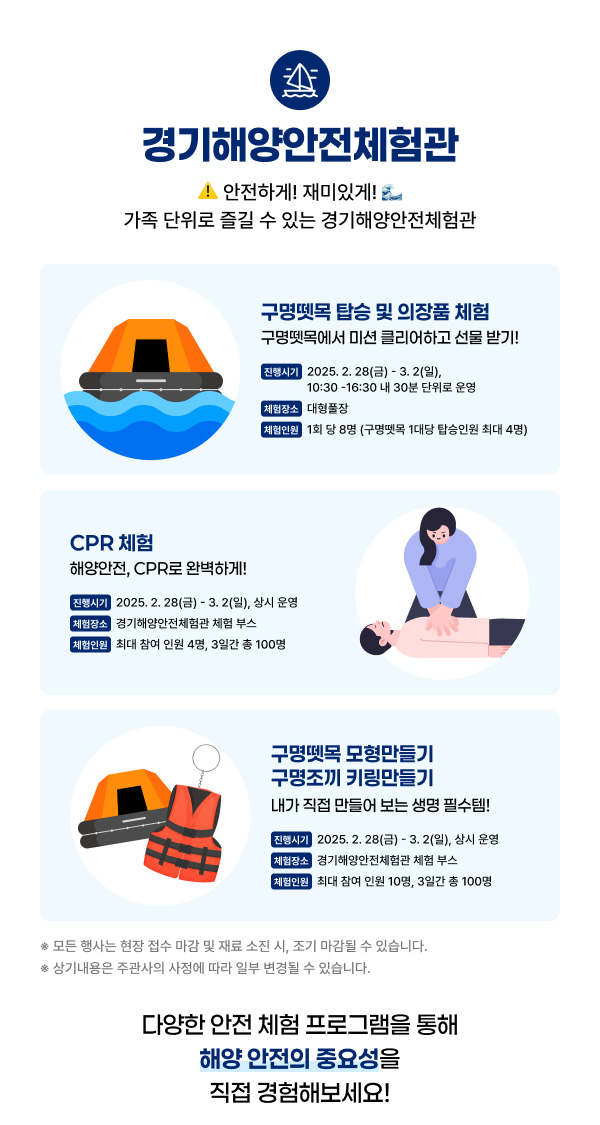 경기해양안전체험관
⚠️ 안전하게! 재미있게! 🌊
가족 단위로 즐길 수 있는 경기해양안전체험관
구명뗏목 탑승 및 의장품 체험
구명뗏목에서 미션 클리어하고 선물 받기!
진행시기 2025. 2. 28(금) - 3. 2(일),
10:30 -16:30 내 30분 단위로 운영
체험장소 대형풀장
체험인원 1회 당 8명 (구명뗏목 1대당 탑승인원 최대 4명)
CPR 체험
해양안전, CPR로 완벽하게!
진행시기 2025. 2. 28(금) - 3. 2(일), 상시 운영
체험장소 경기해양안전체험관 체험 부스
체험인원 최대 참여 인원 4명, 3일간 총 100명
구명뗏목 모형만들기
구명조끼 키링만들기
내가 직접 만들어 보는 생명 필수템!
진행시기 2025. 2. 28(금) - 3. 2(일), 상시 운영
체험장소 경기해양안전체험관 체험 부스
체험인원 최대 참여 인원 10명, 3일간 총 100명
※ 모든 행사는 현장 접수 마감 및 재료 소진 시, 조기 마감될 수 있습니다.
※ 상기내용은 주관사의 사정에 따라 일부 변경될 수 있습니다.
다양한 안전 체험 프로그램을 통해
해양 안전의 중요성을
직접 경험해보세요!